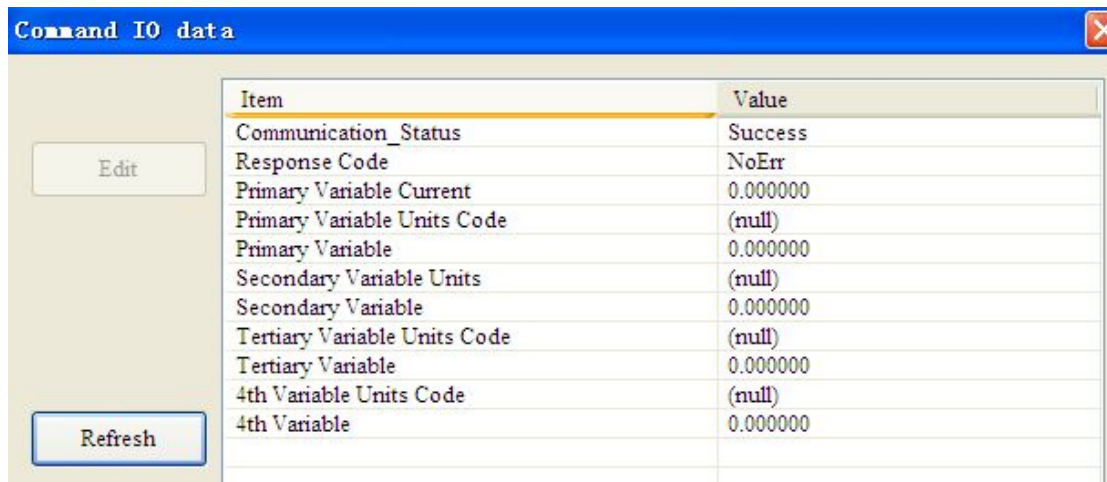 Command IO data
Item Value
Communication_Status Success
Edit
Response Code NoErr
Primary Variable Current 0.000000
Primary Variable Units Code (null)
Primary Variable 0.000000
Secondary Variable Units (null)
Secondary Variable 0.000000
Tertiary Variable Units Code (null)
Tertiary Variable 0.000000
4th Variable Units Code (null)
4th Variable 0.000000
Refresh